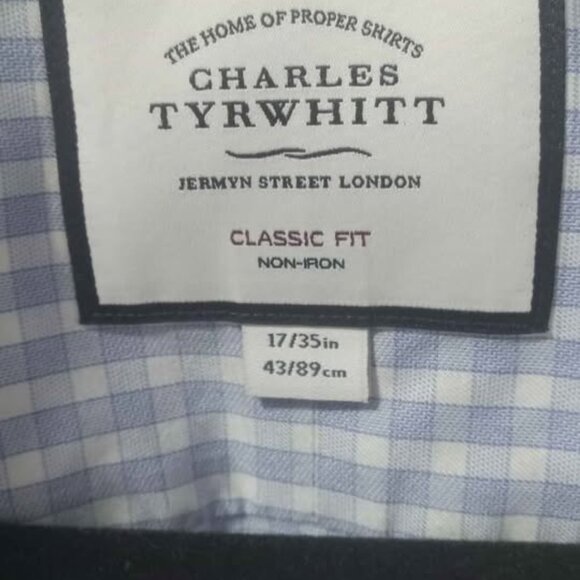 THE HOME OF PROPER SHIRTS
CHARLES
TYRWHITT
JERMYN STREET LONDON
CLASSIC FIT
NON-IRON
17/35in
43/89cm